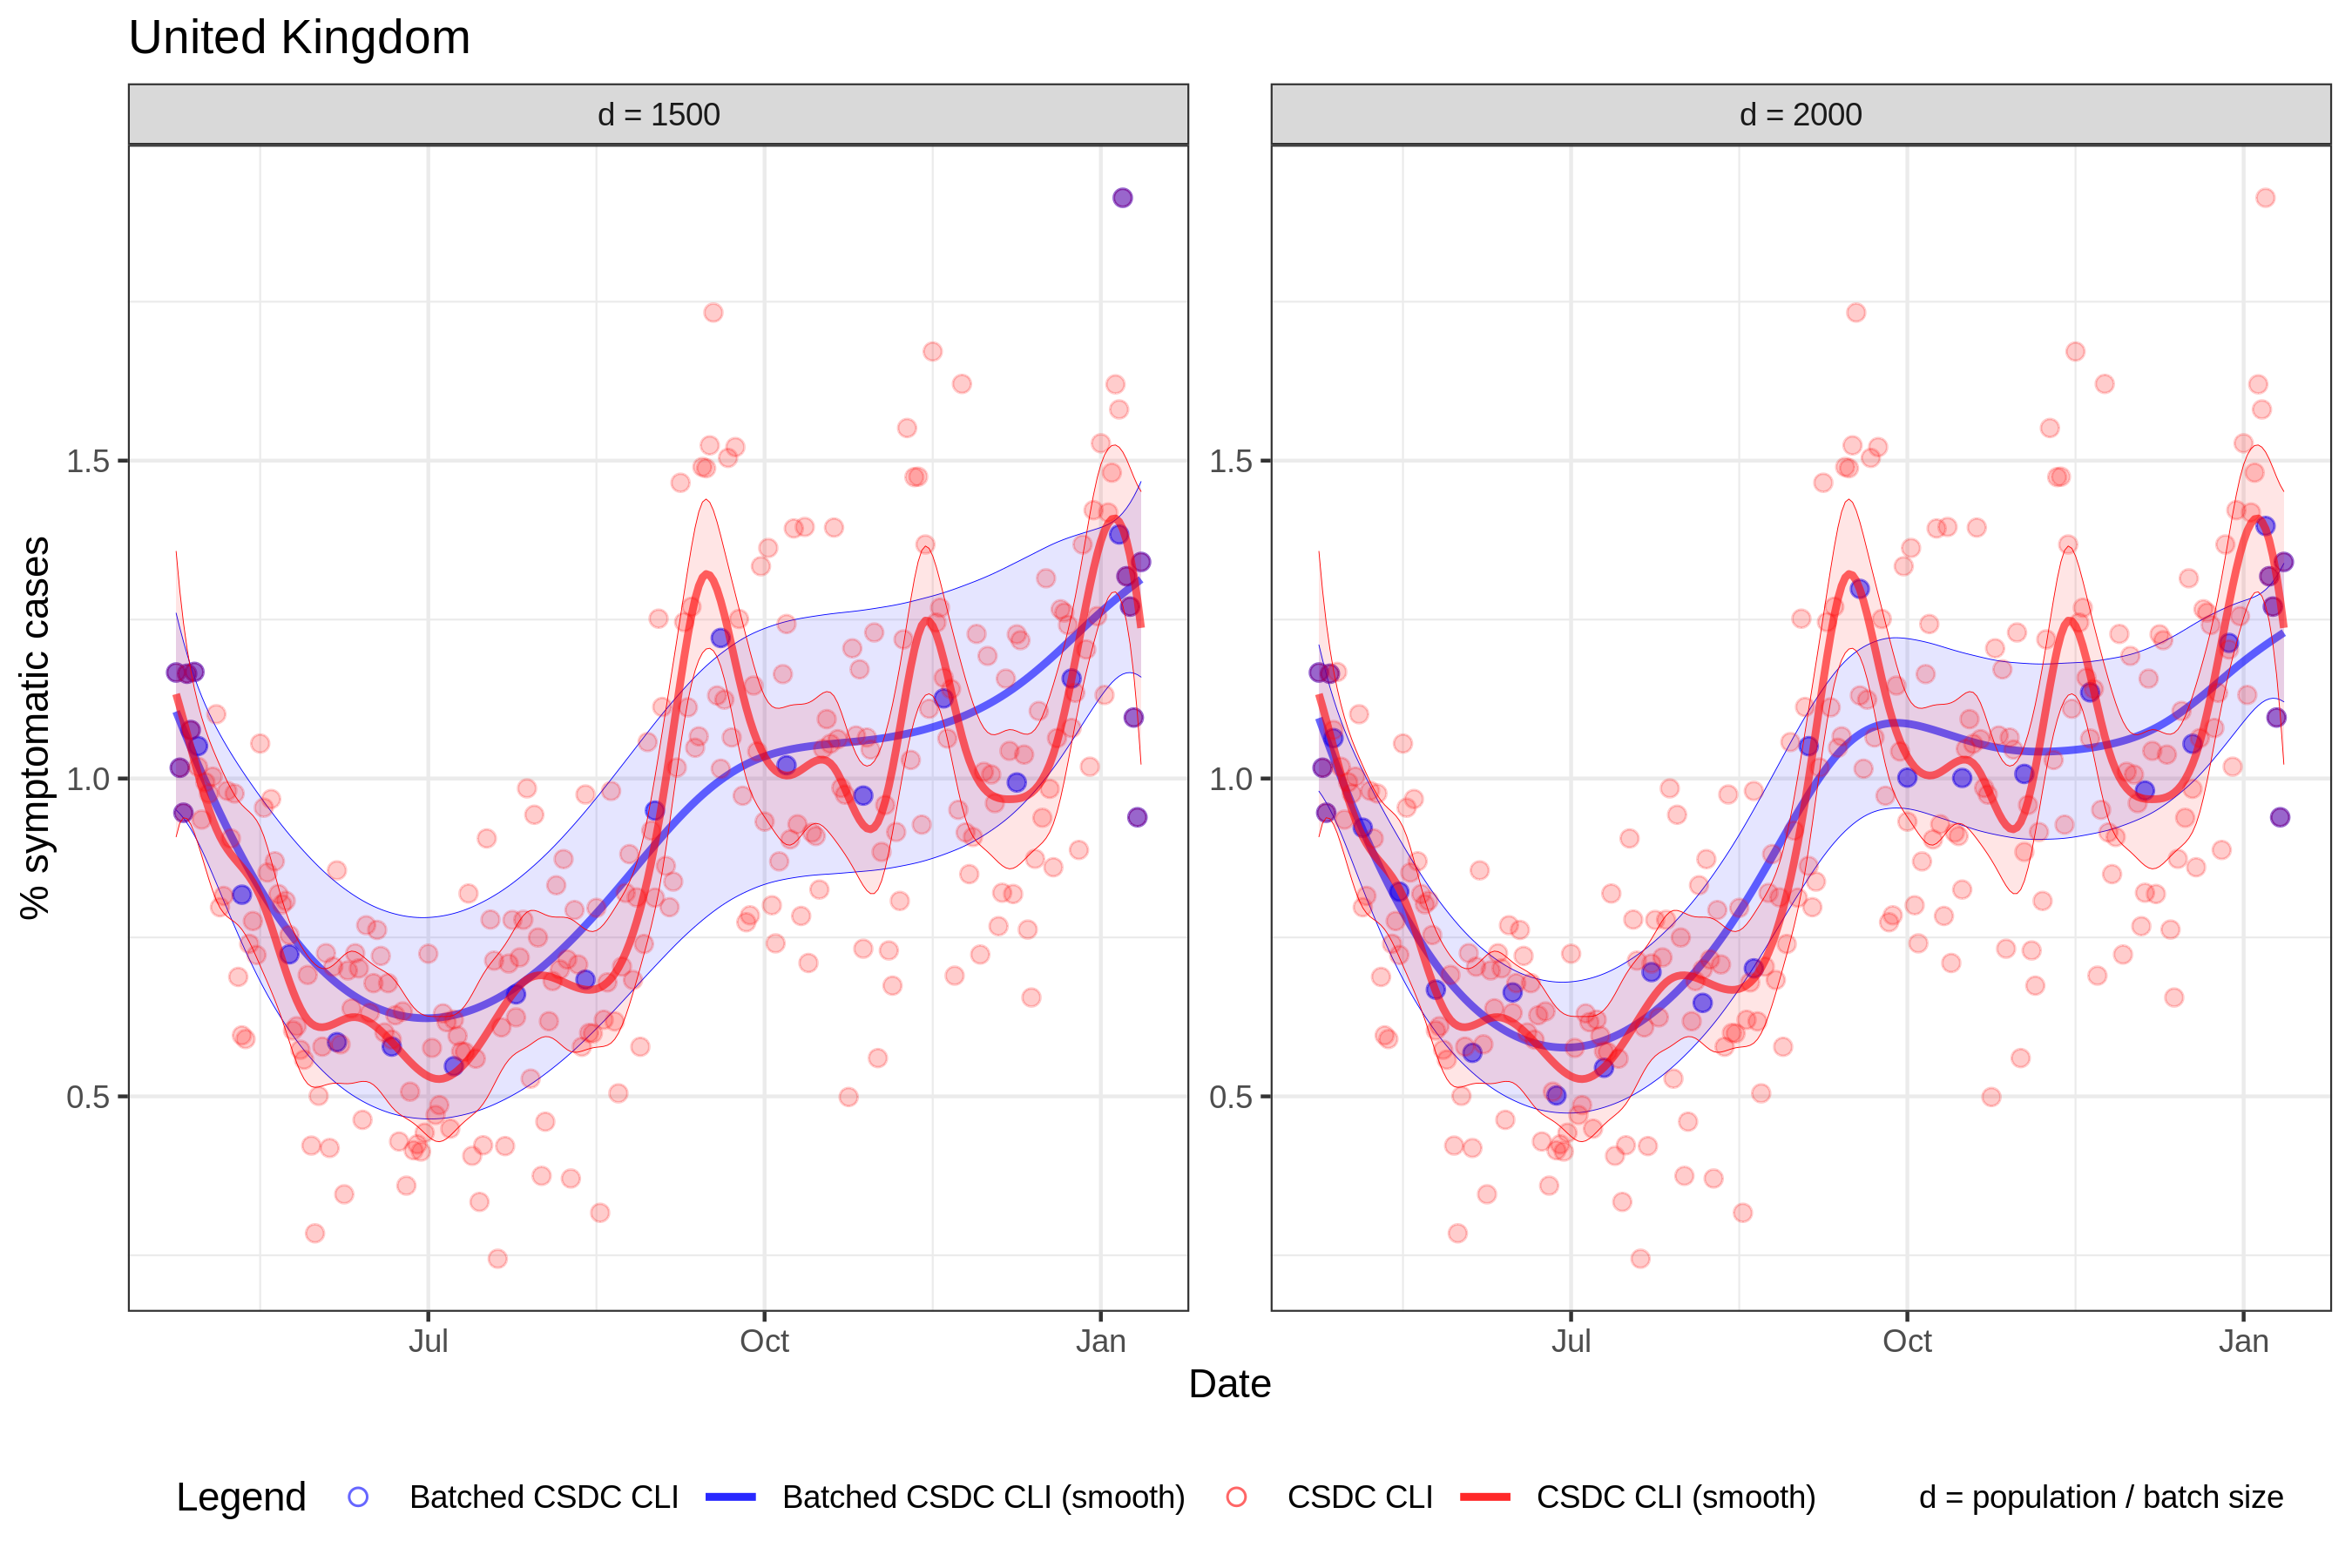 United Kingdom
d = 1500
d = 2000
% symptomatic cases
1.5
1.0
0.5
1.5
1.0
0.5
Jul Oct Jan
Jul Oct Jan
Date
Legend Batched CSDC CLI Batched CSDC CLI (smooth) CSDC CLI CSDC CLI (smooth) d = population / batch size